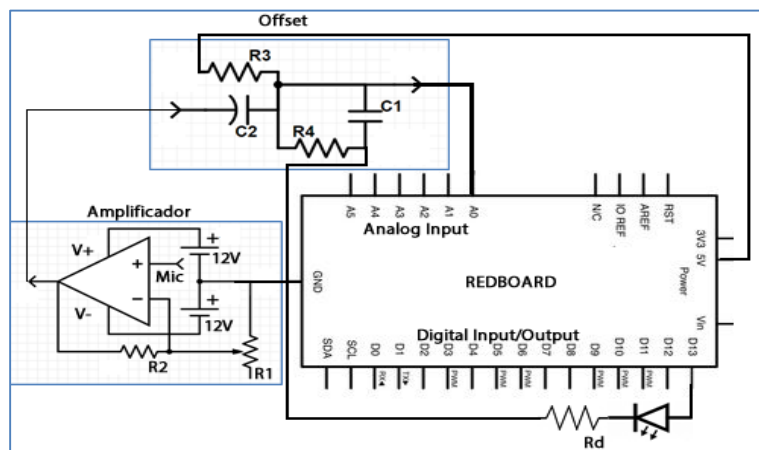 Offset
R3
C2
C1
R4
Amplificador
V+
+
12V
+
Mic
-
V-
+
12V
R2
R1
A5 A4 A3 A2 A1 A0 N/C IO REF AREF RST
Analog Input
3V3
5V
Power
GND
REDBOARD
Vin
Digital Input/Output
SDA SCL D0 D1 D2 D3 D4 D5 D6 D7 D8 D9 D10 D11 D12 D13
RX TX PWM PWM PWM PWM PWM PWM
Rd